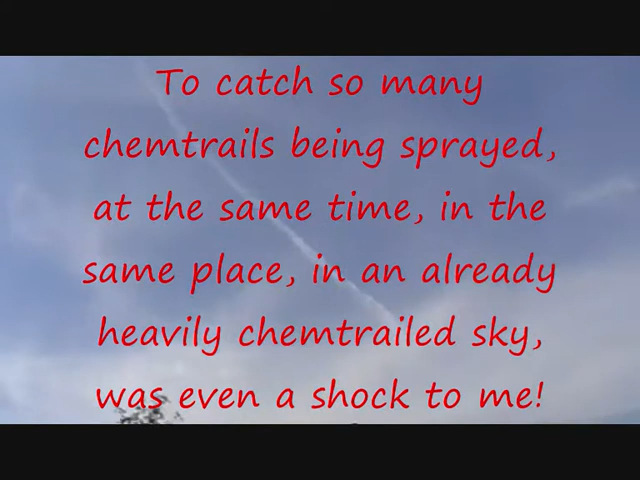 To catch so many
chemtrails being sprayed,
at the same time, in the
same place, in an already
heavily chemtrailed sky,
was even a shock to me!